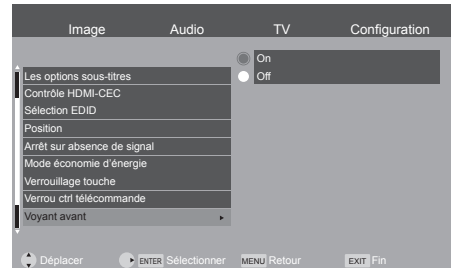 Image Audio TV Configuration
On
Off
Les options sous-titres
Contrôle HDMI-CEC
Sélection EDID
Position
Arrêt sur absence de signal
Mode économie d'énergie
Verrouillage touche
Verrou ctrl télécommande
Voyant avant
Déplacer ENTER Sélectionner MENU Retour EXIT Fin